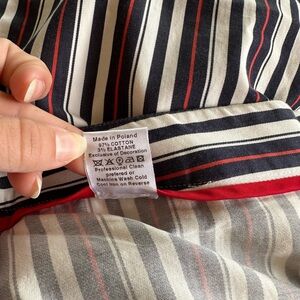 Made in Poland
97% COTTON
3% ELASTANE
Exclusive of Decoration
Professional Clean
preferred or
Machine Wash Cold
Cool Iron on Reverse